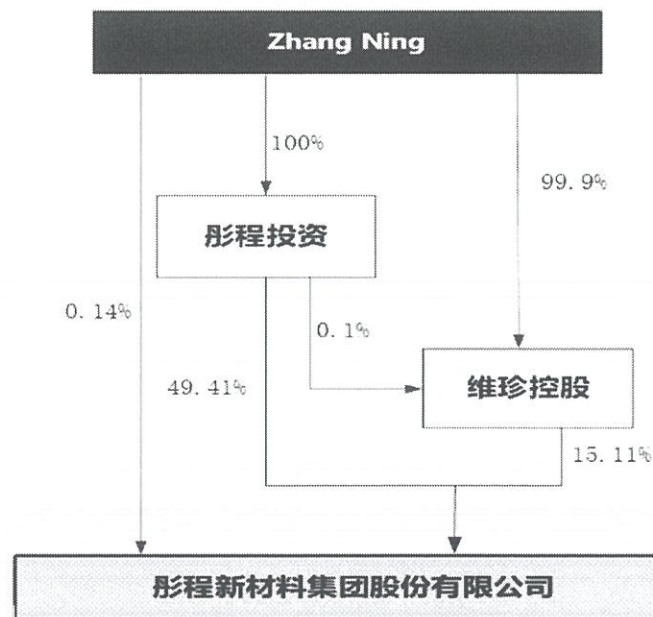 Zhang Ning
100%
99. 9%
彤程投资
0. 14%
0. 1%
49. 41%
维珍控股
15. 11%
彤程新材料集团股份有限公司